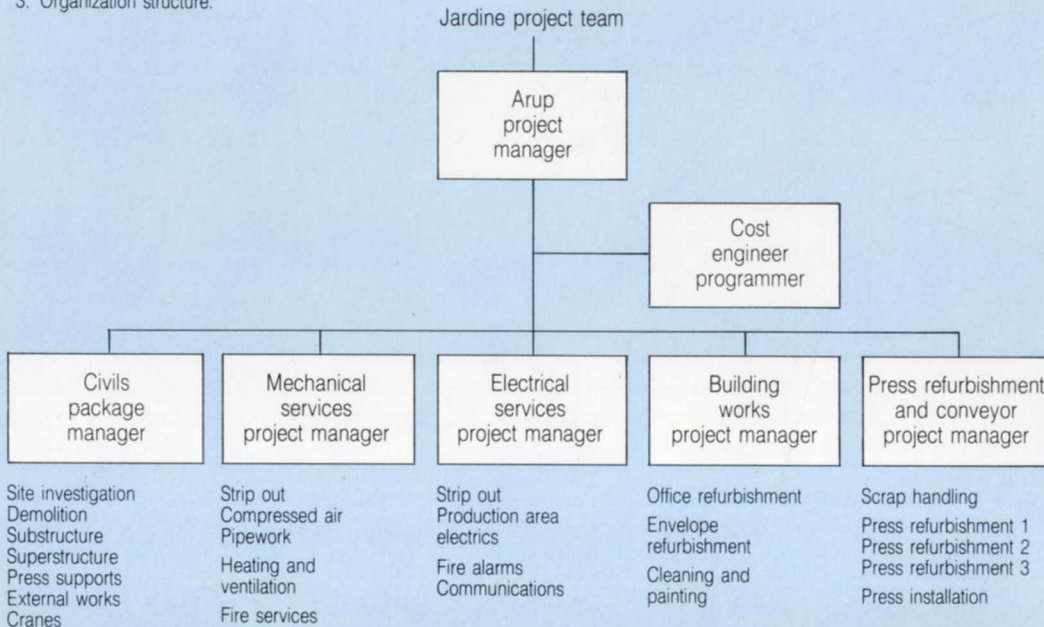 3. Organization structure.
Jardine project team
Arup
project
manager
Cost
engineer
programmer
Civils
package
manager
Mechanical
services
project manager
Electrical
services
project manager
Building
works
project manager
Press refurbishment
and conveyor
project manager
Site investigation
Demolition
Substructure
Superstructure
Press supports
External works
Cranes
Strip out
Compressed air
Pipework
Heating and
ventilation
Fire services
Strip out
Production area
electrics
Fire alarms
Communications
Office refurbishment
Envelope
refurbishment
Cleaning and
painting
Scrap handling
Press refurbishment 1
Press refurbishment 2
Press refurbishment 3
Press installation